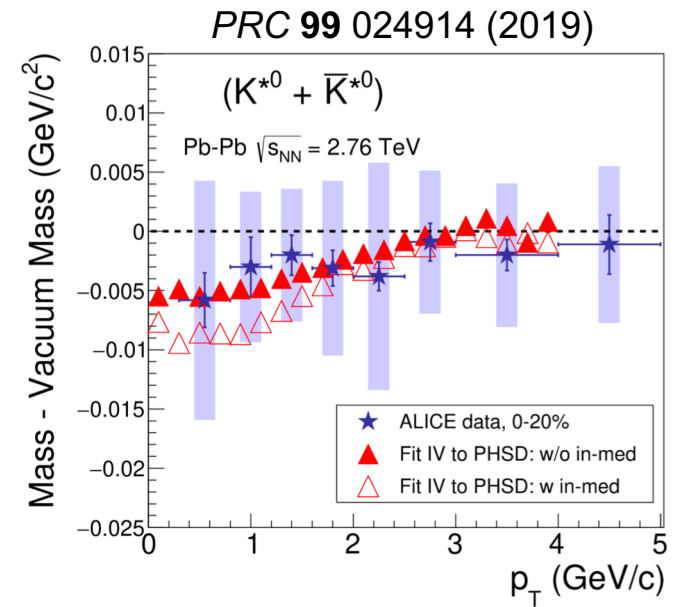 PRC 99 024914 (2019)
Mass - Vacuum Mass (GeV/c²)
0.015
0.01
0.005
0
−0.005
−0.01
−0.015
−0.02
−0.025
(K*⁰ + K̅*⁰)
Pb-Pb √sNN = 2.76 TeV
ALICE data, 0-20%
Fit IV to PHSD: w/o in-med
Fit IV to PHSD: w in-med
0 1 2 3 4 5
pT (GeV/c)